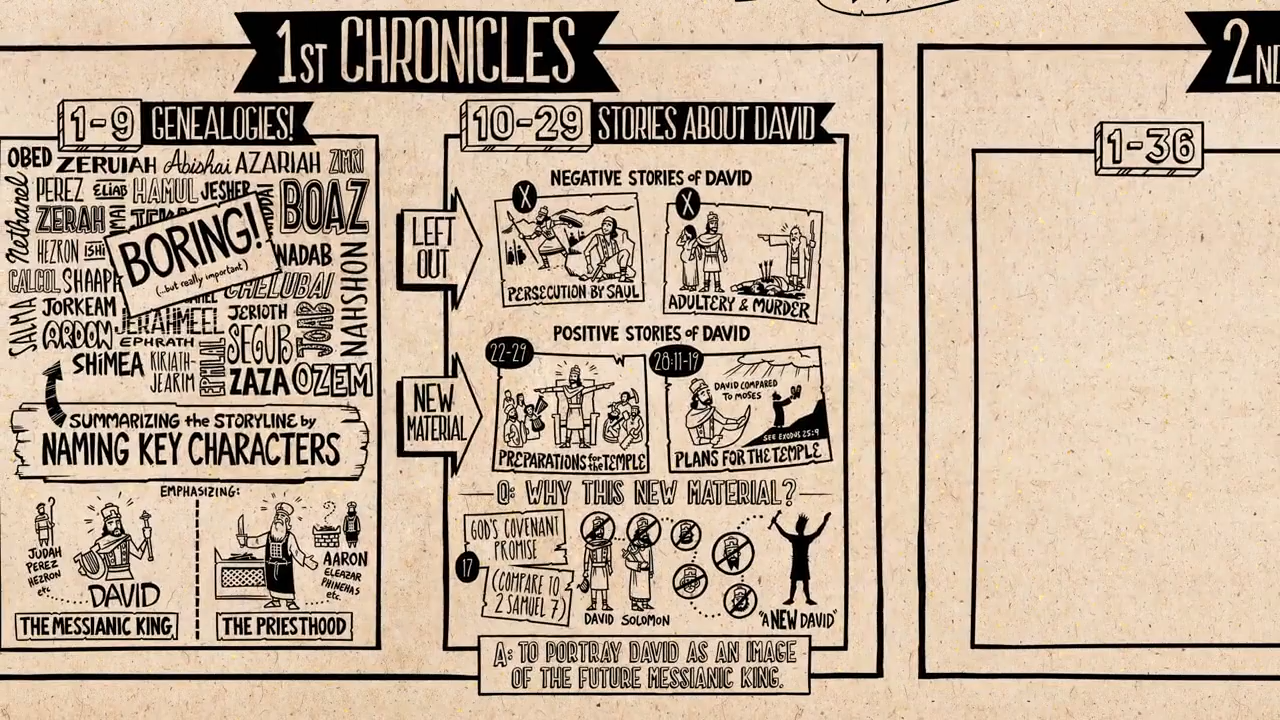 1ST CHRONICLES
1-9 GENEALOGIES!
OBED ZERUIAH Abishai AZARIAH ZIMRI
Nethanel
PEREZ ELIAB HAMUL JESHER
ZERAH
BOAZ
BORING!
(...but really important)
HEZRON ISHI
NADAB
CALCOL SHAAPH
CHELUBAI
SALMA
JORKEAM
JERAHMEEL JERIOTH
JOAB
NAHSHON
ARDON EPHRATH
SEGUB
SHIMEA KIRIATH-
JEARIM
EPHLAL
ZAZA OZEM
SUMMARIZING the STORYLINE by
NAMING KEY CHARACTERS
EMPHASIZING:
JUDAH
PEREZ
HEZRON
etc.
DAVID
THE MESSIANIC KING
AARON
ELEAZAR
PHINEHAS
etc.
THE PRIESTHOOD
10-29 STORIES ABOUT DAVID
NEGATIVE STORIES of DAVID
LEFT
OUT
X
PERSECUTION BY SAUL
X
ADULTERY & MURDER
POSITIVE STORIES of DAVID
NEW
MATERIAL
22-29
PREPARATIONS for the TEMPLE
28:11-19
DAVID COMPARED
TO MOSES
SEE EXODUS 25:9
PLANS FOR THE TEMPLE
Q: WHY THIS NEW MATERIAL?
GOD'S COVENANT
PROMISE
17
(COMPARE TO
2 SAMUEL 7)
DAVID SOLOMON
"A NEW DAVID"
A: TO PORTRAY DAVID AS AN IMAGE
OF THE FUTURE MESSIANIC KING.
2ND
1-36